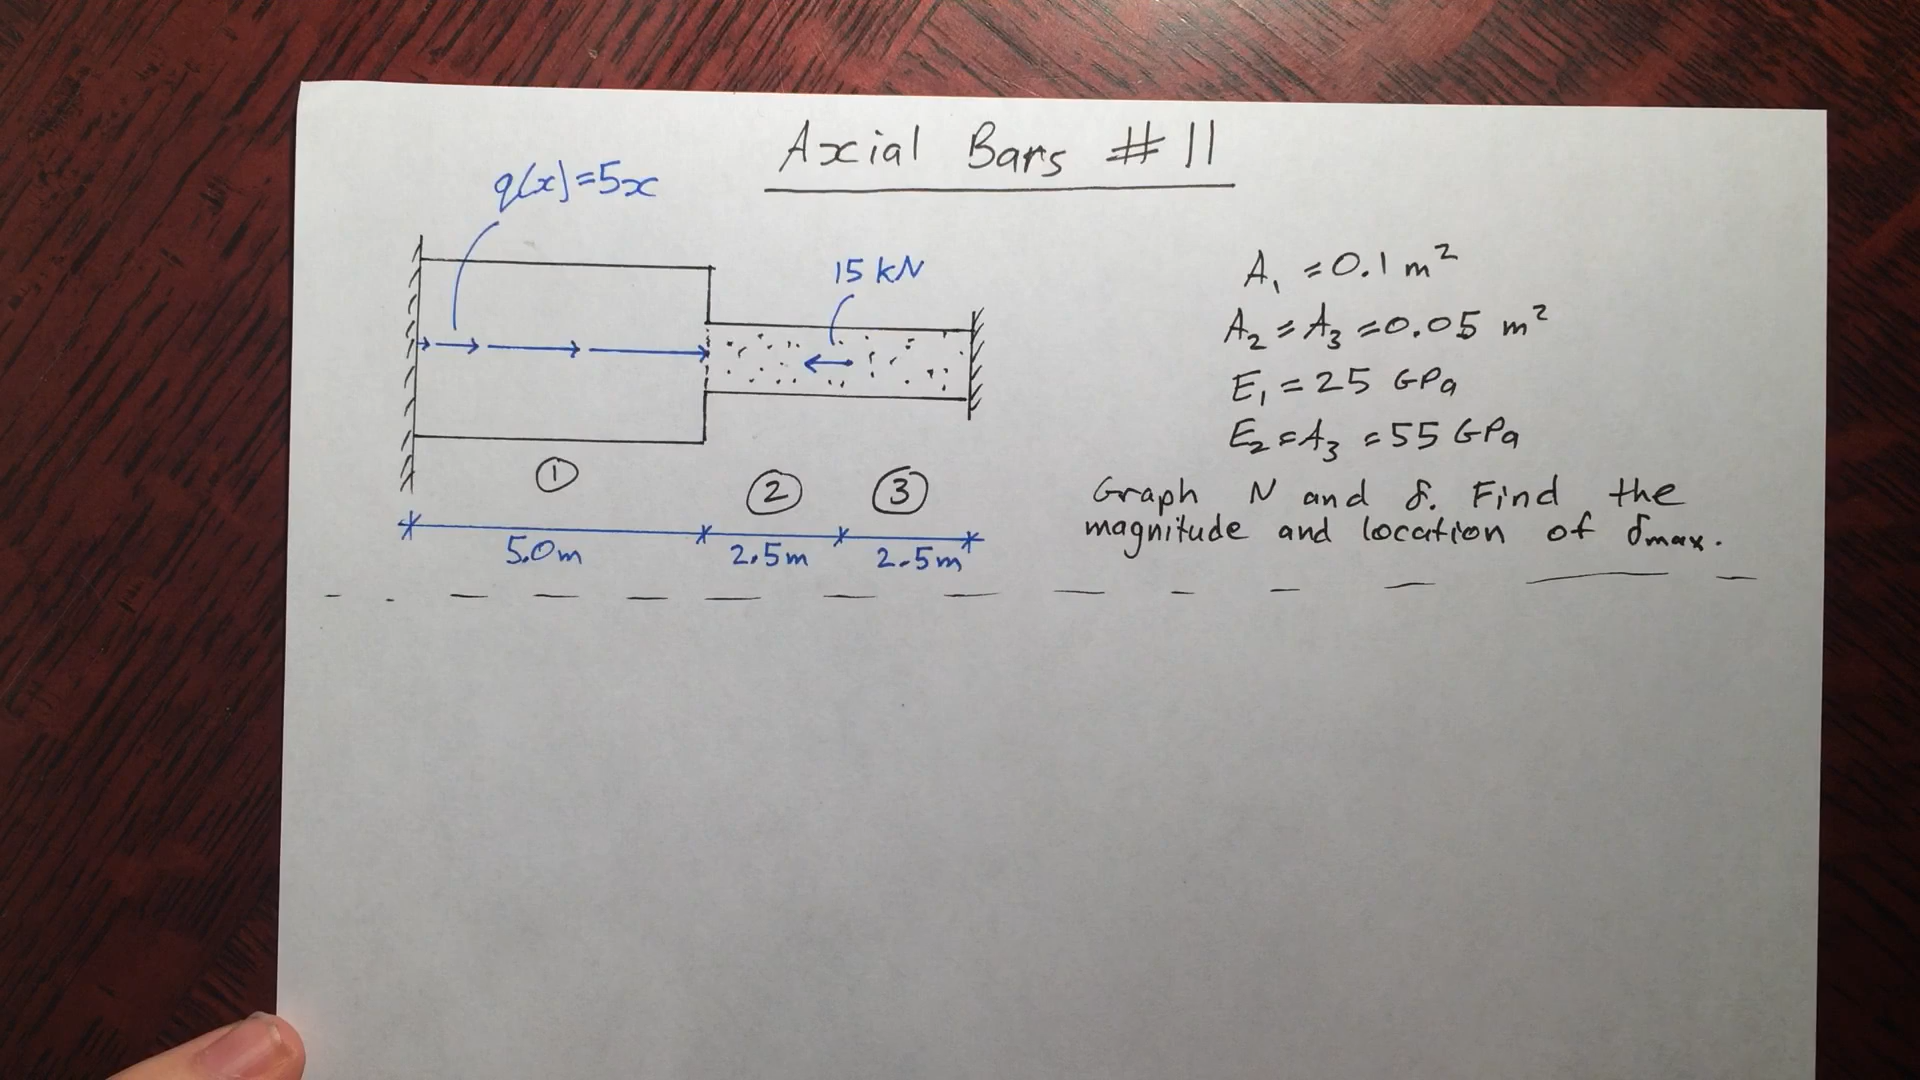 Axial Bars #11
q(x)=5x
15 kN
A₁ = 0.1 m²
A₂ = A₃ = 0.05 m²
E₁ = 25 GPa
E₂ = A₃ = 55 GPa
① ② ③
5.0m 2.5m 2.5m
Graph N and δ. Find the
magnitude and location of δmax.